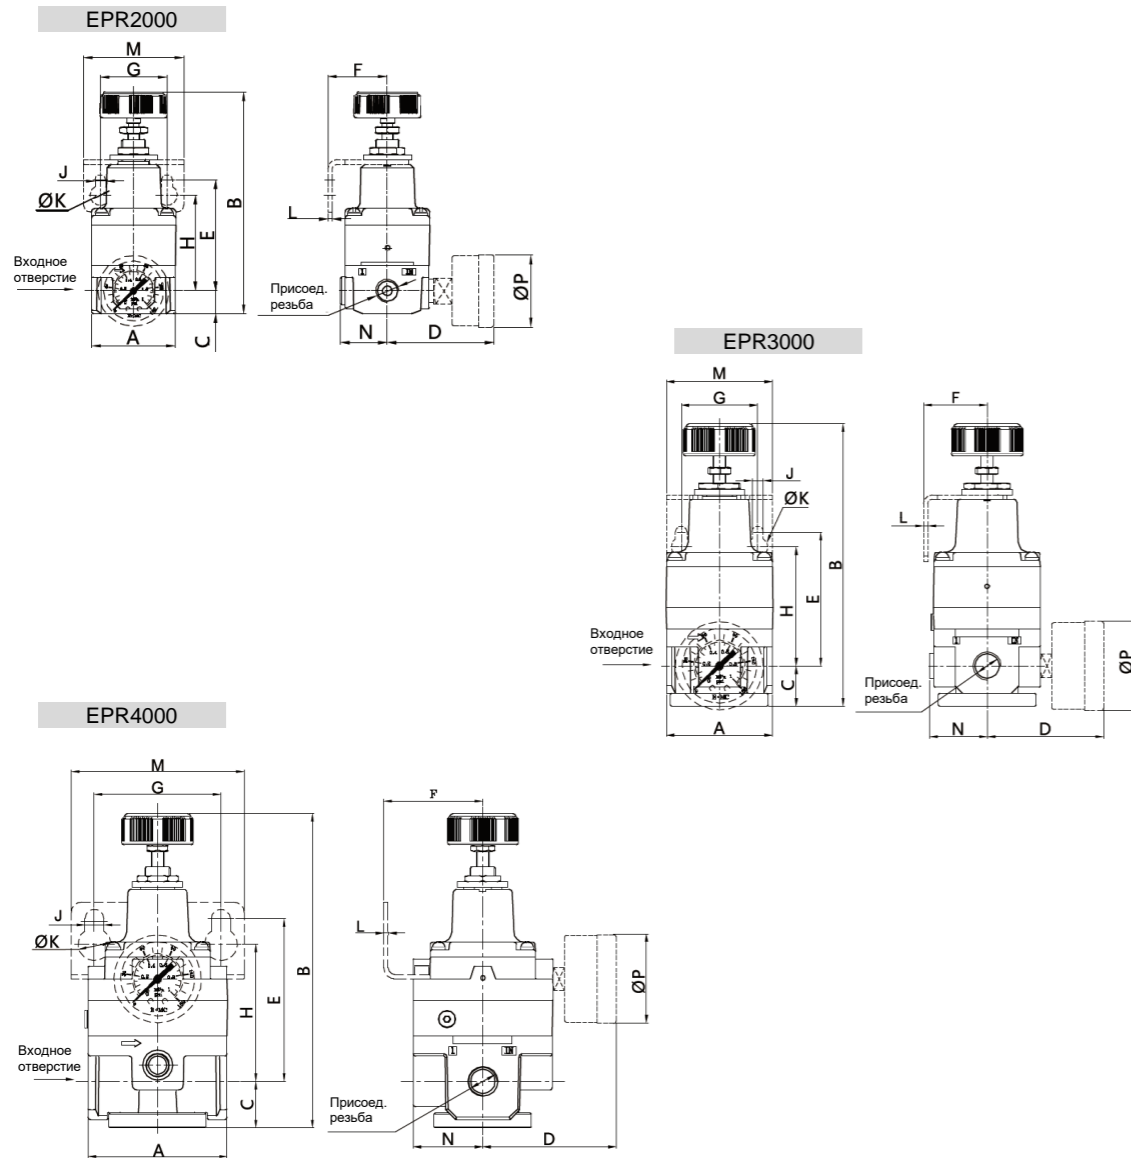 EPR2000
M
G
F
J
ØK
B
E
H
L
Входное
отверстие
Присоед.
резьба
ØP
A
C
N
D
EPR3000
M
G
F
J
ØK
L
B
E
H
Входное
отверстие
C
Присоед.
резьба
ØP
A
N
D
EPR4000
M
G
F
J
L
ØK
B
E
H
ØP
Входное
отверстие
C
Присоед.
резьба
A
N
D